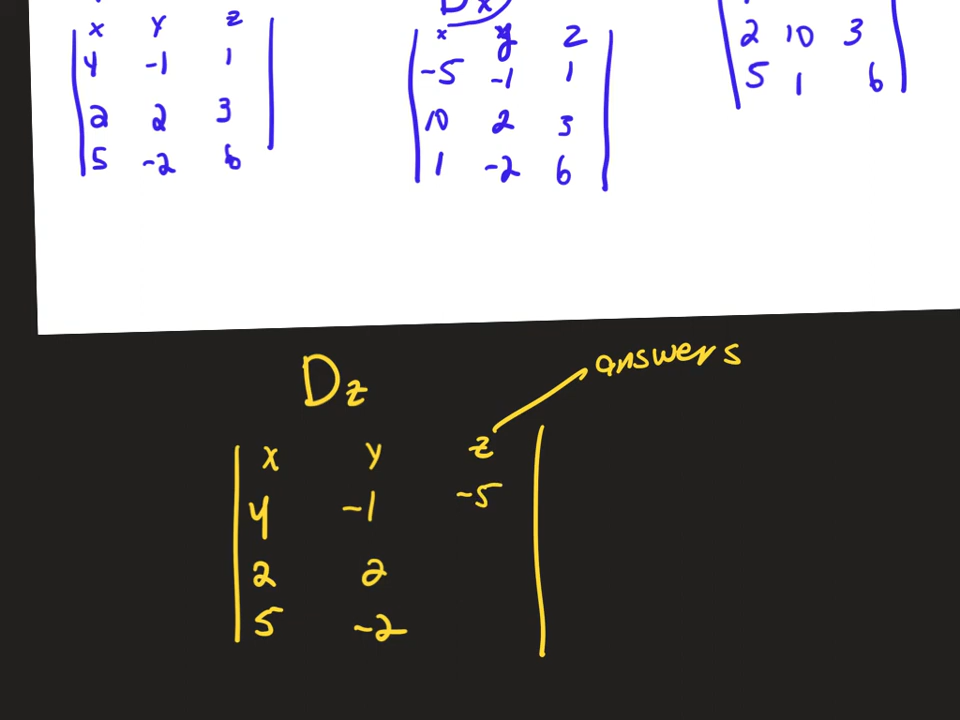 x y z
4 -1 1
2 2 3
5 -2 6
Dx
x y z
-5 -1 1
10 2 3
1 -2 6
2 10 3
5 1 6
Dz
answers
x y z
4 -1 -5
2 2
5 -2